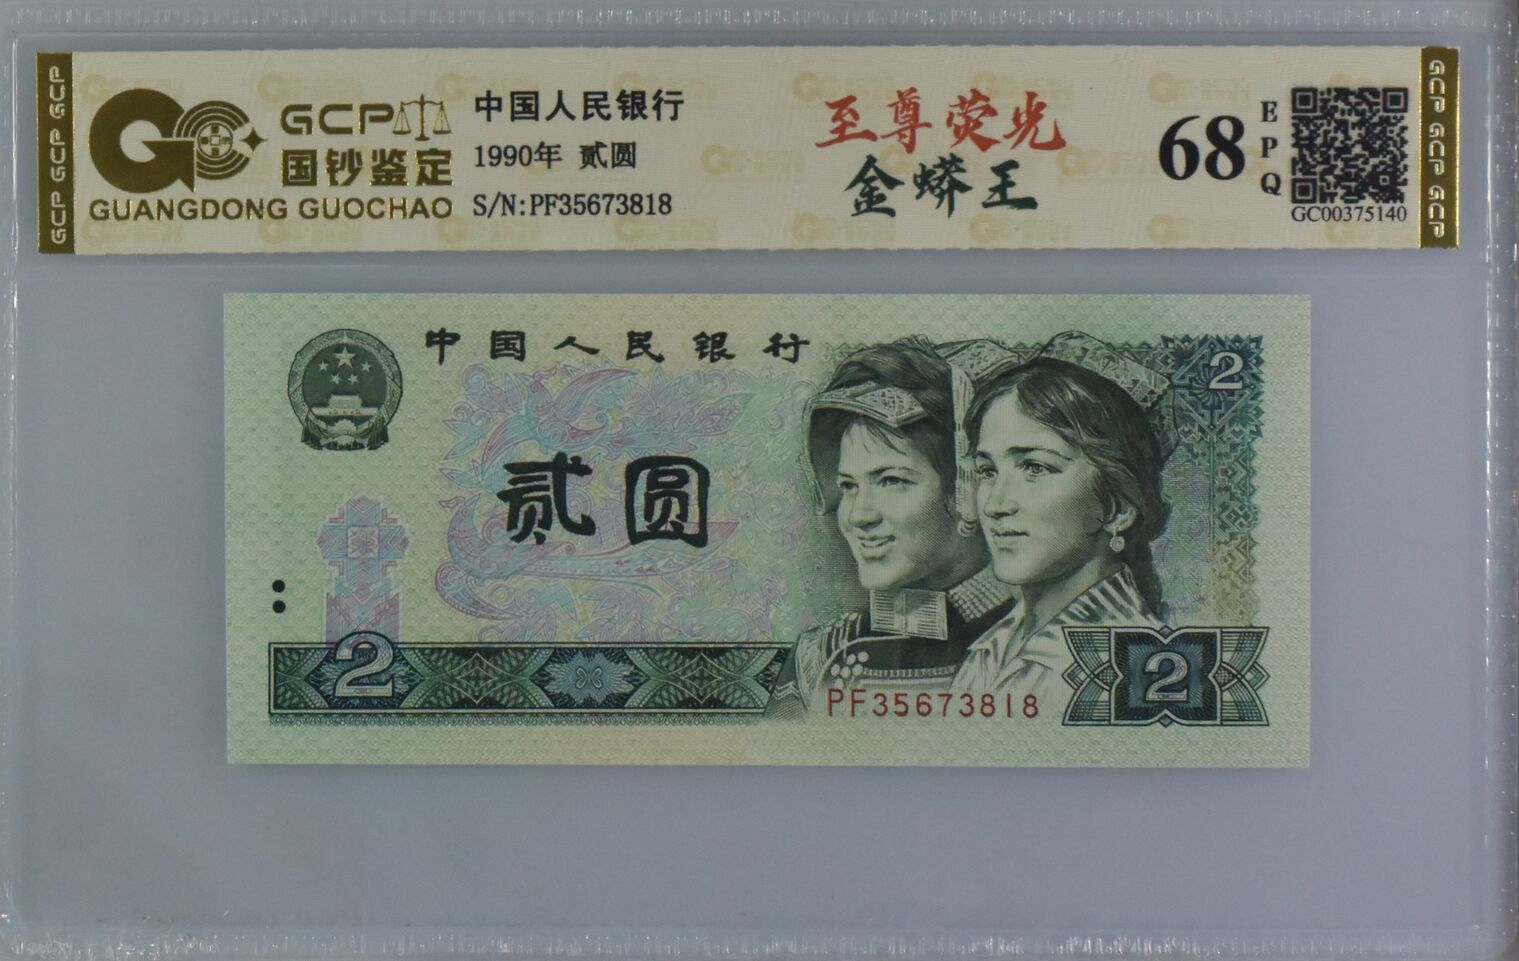 GCP GCP GCP
GCP
国钞鉴定
GUANGDONG GUOCHAO
中国人民银行
1990年 贰圆
S/N:PF35673818
至尊荧光
金蟒王
68
EPQ
GC00375140
GCP GCP GCP
中国人民银行
2
贰圆
2
PF35673818
2